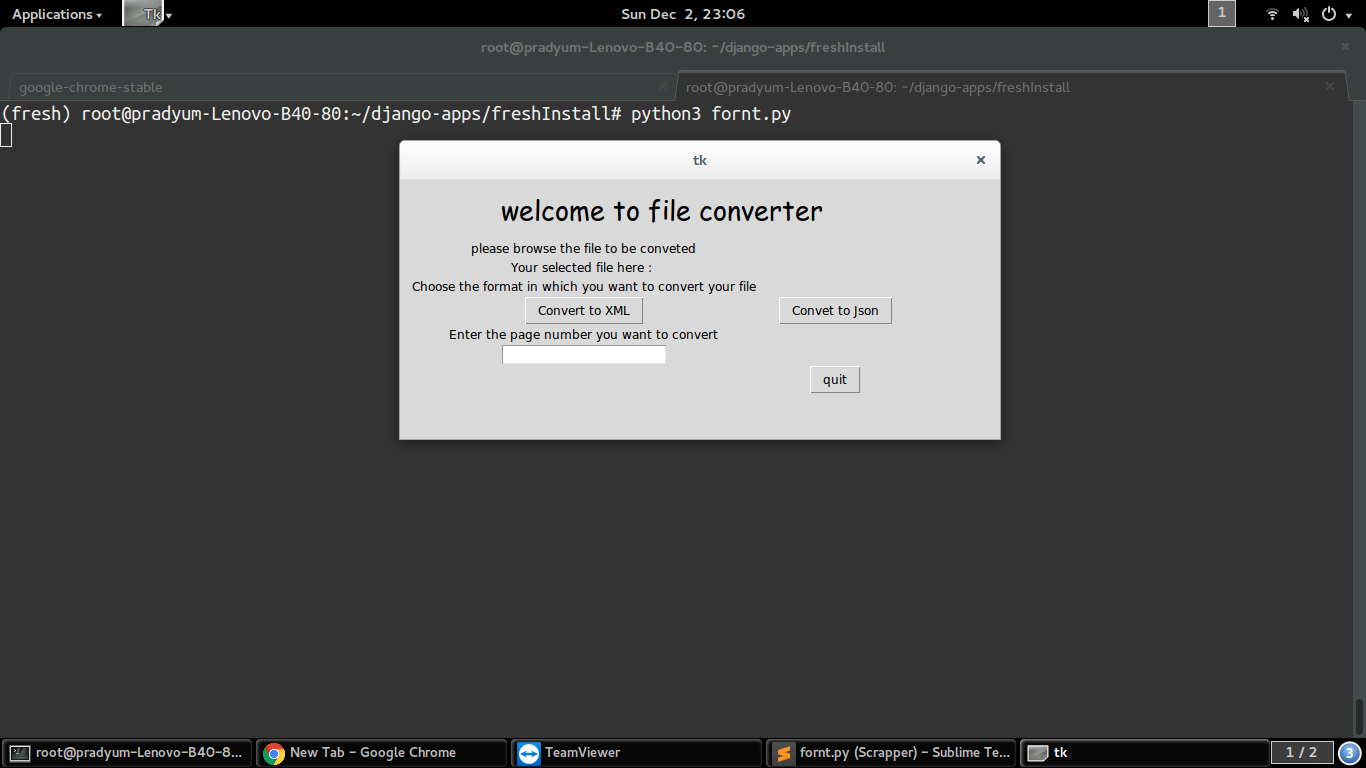 Applications
Tk
Sun Dec 2, 23:06
1
root@pradyum-Lenovo-B40-80: ~/django-apps/freshInstall
google-chrome-stable
root@pradyum-Lenovo-B40-80: ~/django-apps/freshInstall
(fresh) root@pradyum-Lenovo-B40-80:~/django-apps/freshInstall# python3 fornt.py
tk
welcome to file converter
please browse the file to be conveted
Your selected file here :
Choose the format in which you want to convert your file
Convert to XML
Convet to Json
Enter the page number you want to convert
quit
root@pradyum-Lenovo-B40-8...
New Tab - Google Chrome
TeamViewer
fornt.py (Scrapper) - Sublime Te...
tk
1 / 2
3